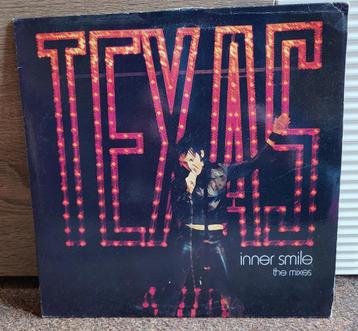 TEXAS
inner smile
the mixes